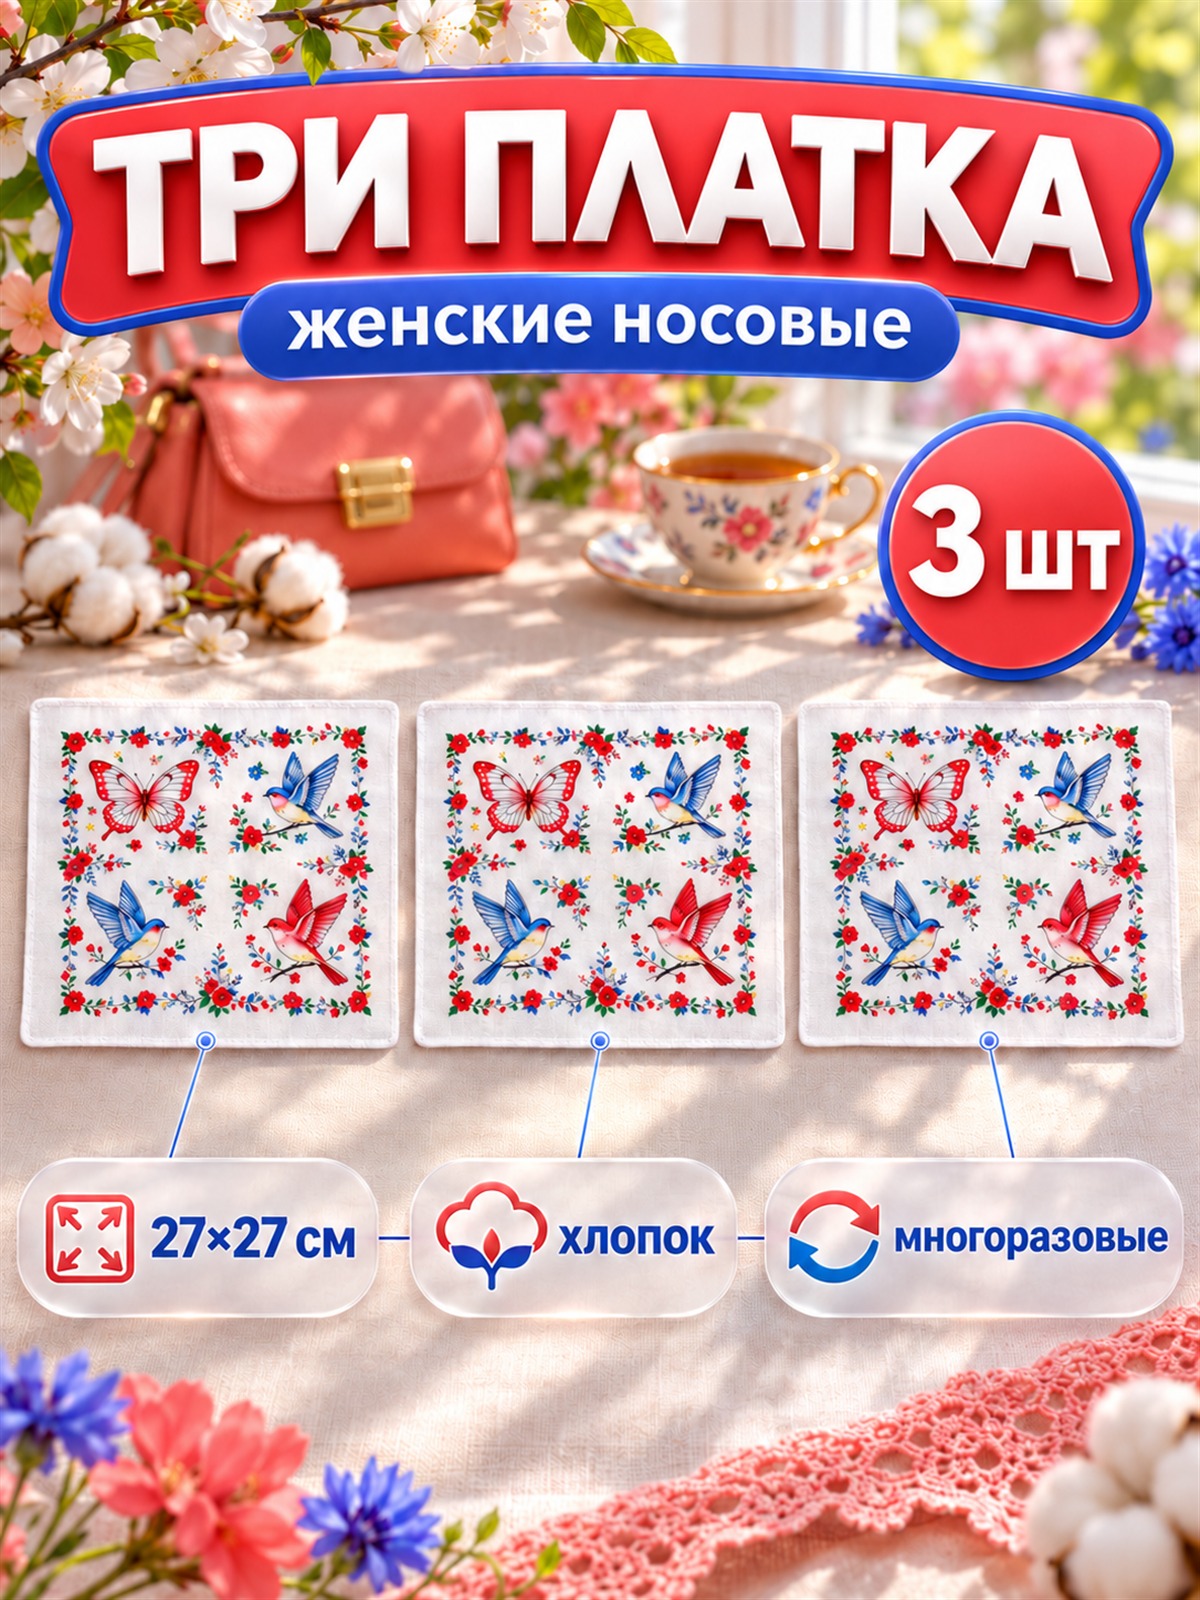 ТРИ ПЛАТКА
женские носовые
3 шт
27×27 см
хлопок
многоразовые